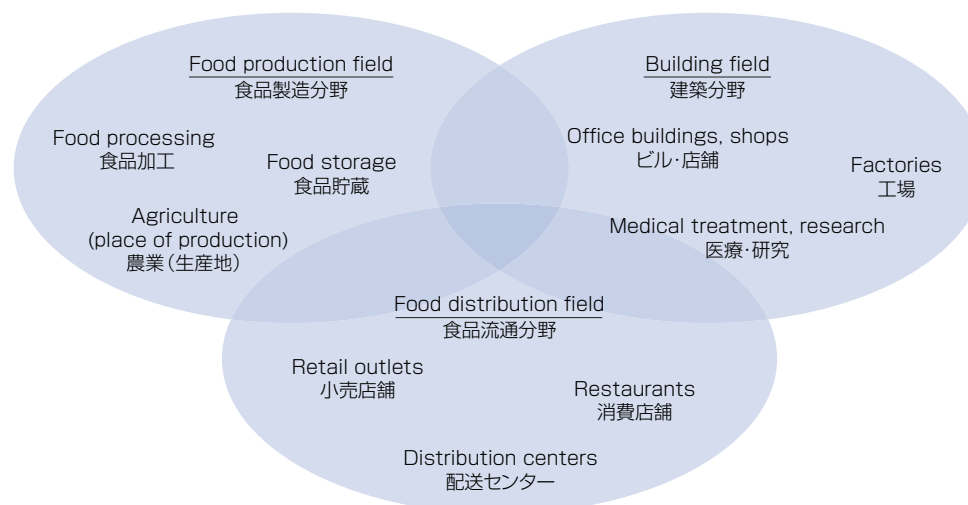 Food production field
食品製造分野
Food processing
食品加工
Food storage
食品貯蔵
Agriculture
(place of production)
農業(生産地)
Building field
建築分野
Office buildings, shops
ビル・店舗
Factories
工場
Medical treatment, research
医療・研究
Food distribution field
食品流通分野
Retail outlets
小売店舗
Restaurants
消費店舗
Distribution centers
配送センター